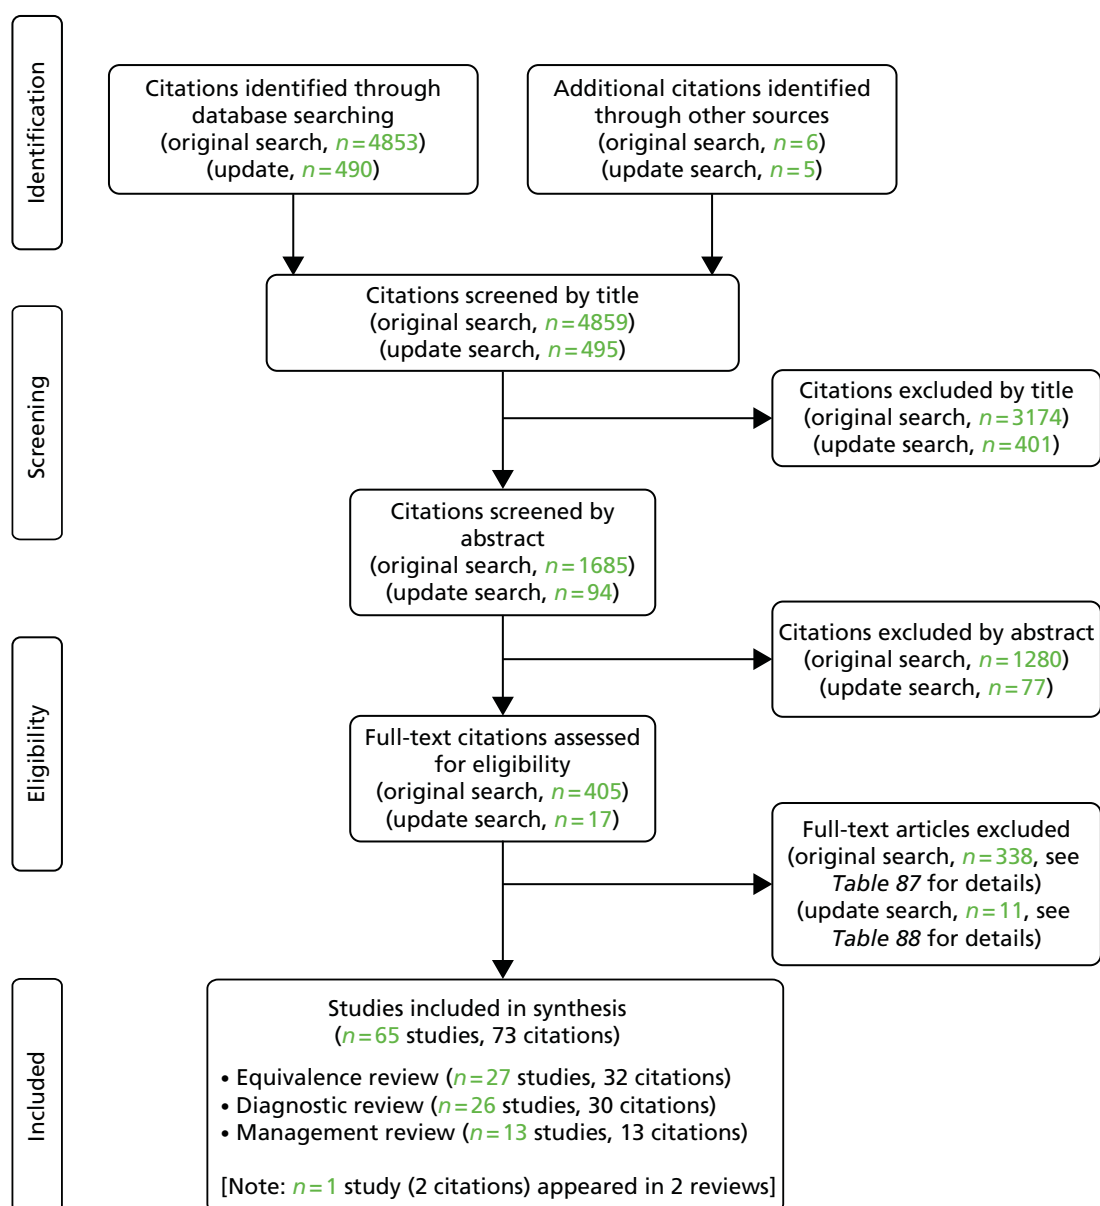 Identification
Citations identified through
database searching
(original search, n=4853)
(update, n=490)
Additional citations identified
through other sources
(original search, n=6)
(update search, n=5)
Screening
Citations screened by title
(original search, n=4859)
(update search, n=495)
Citations excluded by title
(original search, n=3174)
(update search, n=401)
Citations screened by
abstract
(original search, n=1685)
(update search, n=94)
Eligibility
Citations excluded by abstract
(original search, n=1280)
(update search, n=77)
Full-text citations assessed
for eligibility
(original search, n=405)
(update search, n=17)
Full-text articles excluded
(original search, n=338, see
Table 87 for details)
(update search, n=11, see
Table 88 for details)
Included
Studies included in synthesis
(n=65 studies, 73 citations)
• Equivalence review (n=27 studies, 32 citations)
• Diagnostic review (n=26 studies, 30 citations)
• Management review (n=13 studies, 13 citations)
[Note: n=1 study (2 citations) appeared in 2 reviews]